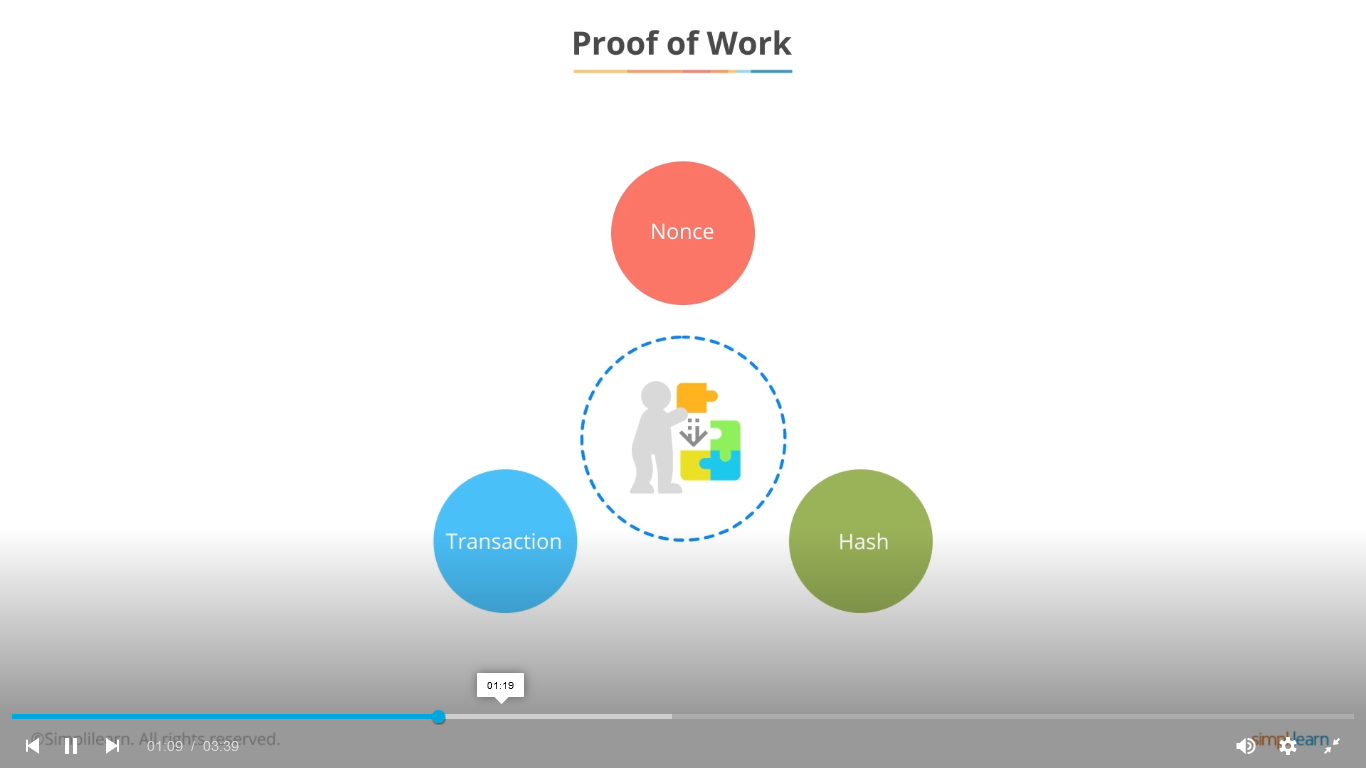 Proof of Work
Nonce
Transaction
Hash
01:19
©Simplilearn. All rights reserved.
01:09 / 03:39
simplilearn